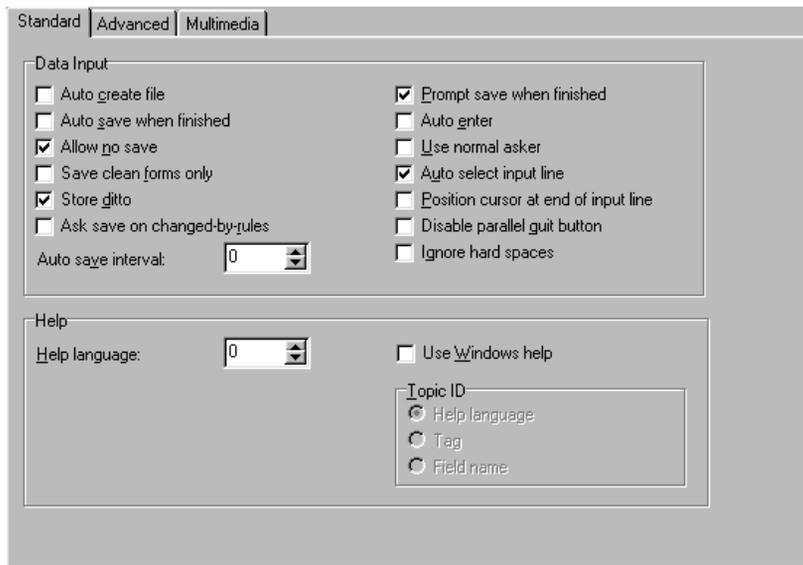 Standard Advanced Multimedia
Data Input
Auto create file
Auto save when finished
Allow no save
Save clean forms only
Store ditto
Ask save on changed-by-rules
Auto save interval: 0
Prompt save when finished
Auto enter
Use normal asker
Auto select input line
Position cursor at end of input line
Disable parallel guit button
Ignore hard spaces
Help
Help language: 0
Use Windows help
Topic ID
Help language
Tag
Field name